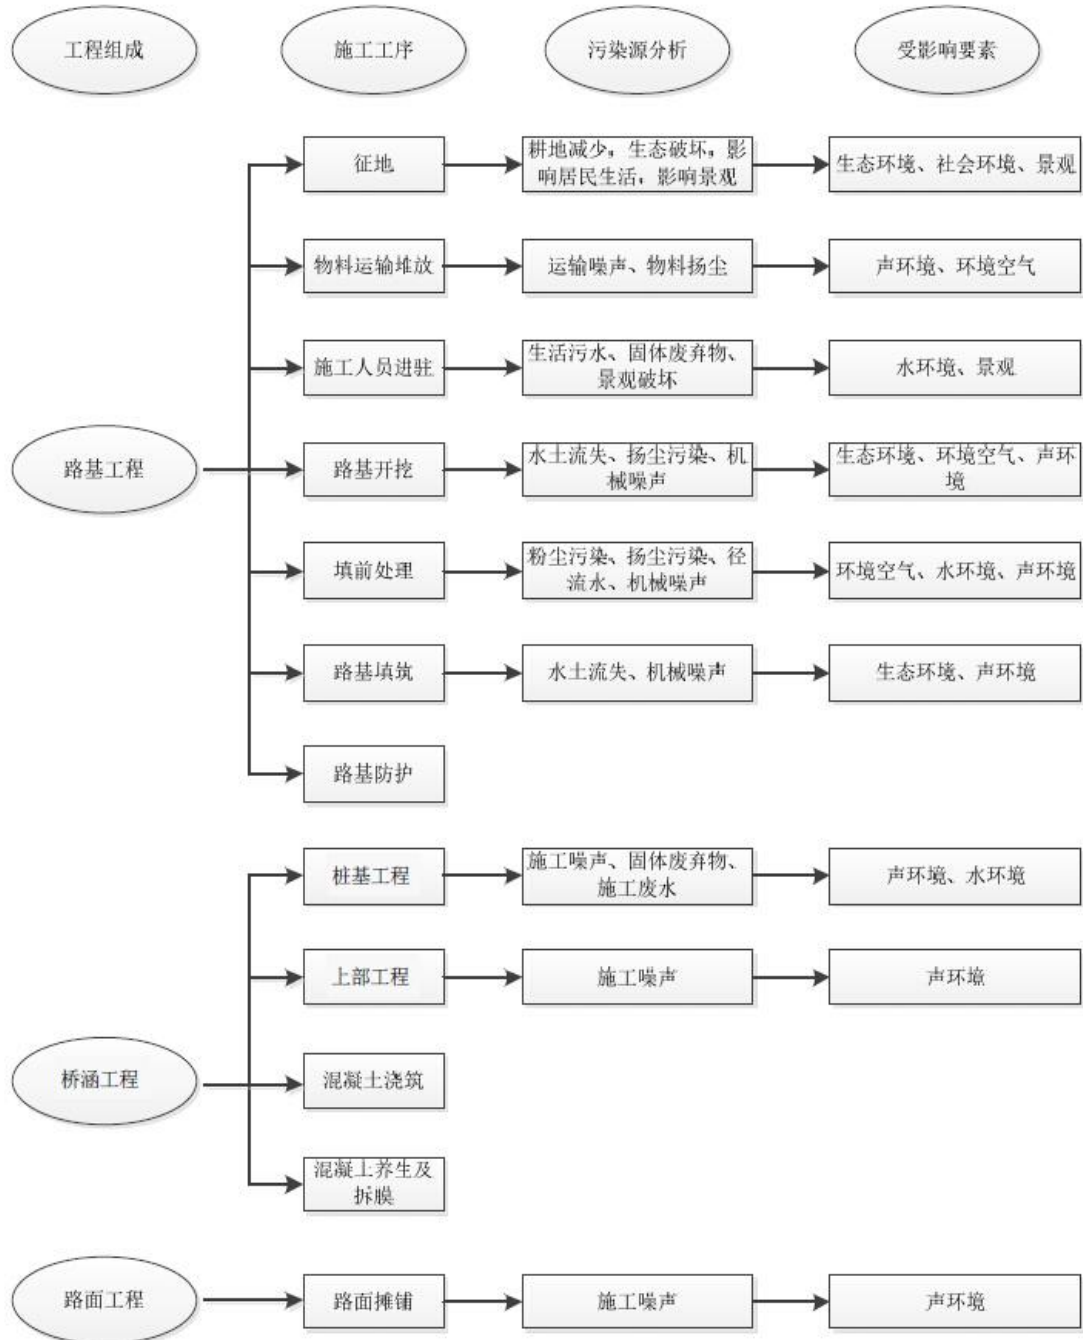 工程组成
施工工序
污染源分析
受影响要素
征地
耕地减少，生态破坏，影
响居民生活，影响景观
生态环境、社会环境、景观
物料运输堆放
运输噪声、物料扬尘
声环境、环境空气
施工人员进驻
生活污水、固体废弃物、
景观破坏
水环境、景观
路基工程
路基开挖
水土流失、扬尘污染、机
械噪声
生态环境、环境空气、声环
境
填前处理
粉尘污染、扬尘污染、径
流水、机械噪声
环境空气、水环境、声环境
路基填筑
水土流失、机械噪声
生态环境、声环境
路基防护
桩基工程
施工噪声、固体废弃物、
施工废水
声环境、水环境
上部工程
施工噪声
声环境
桥涵工程
混凝土浇筑
混凝土养生及
拆膜
路面工程
路面摊铺
施工噪声
声环境